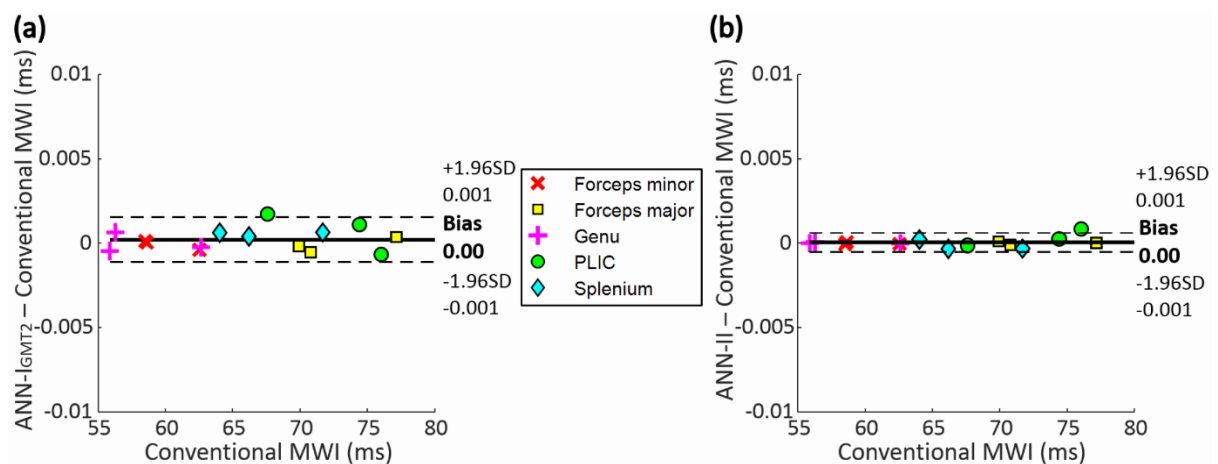 (a)
ANN-IGMT2 – Conventional MWI (ms)
0.01
0.005
0
-0.005
-0.01
55 60 65 70 75 80
Conventional MWI (ms)
+1.96SD
0.001
Bias
0.00
-1.96SD
-0.001
Forceps minor
Forceps major
Genu
PLIC
Splenium
(b)
ANN-II – Conventional MWI (ms)
0.01
0.005
0
-0.005
-0.01
55 60 65 70 75 80
Conventional MWI (ms)
+1.96SD
0.001
Bias
0.00
-1.96SD
-0.001